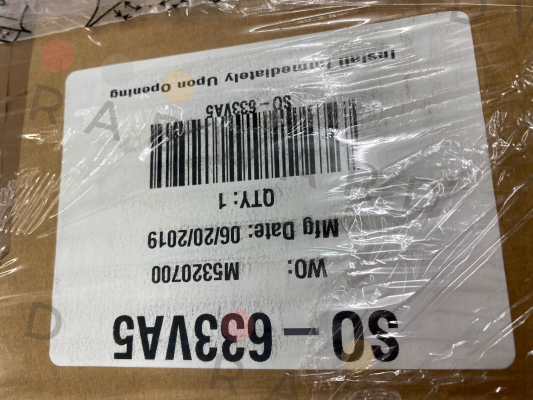 SO – 633VA5
WO: M5320700
Mfg Date: 06/20/2019
QTY: 1
SO – 633VA5
Install Immediately Upon Opening